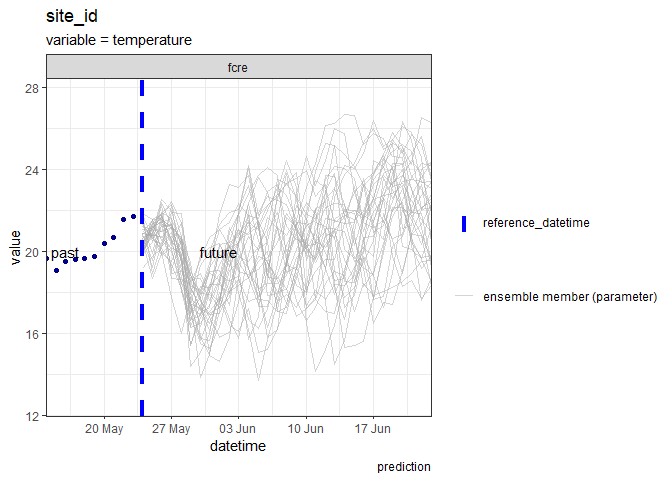 site_id
variable = temperature
fcre
28
24
20
16
12
value
past
future
20 May
27 May
03 Jun
10 Jun
17 Jun
datetime
prediction
reference_datetime
ensemble member (parameter)